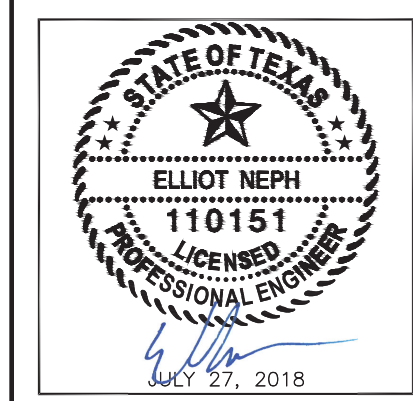 STATE OF TEXAS
ELLIOT NEPH
110151
LICENSED
PROFESSIONAL ENGINEER
JULY 27, 2018